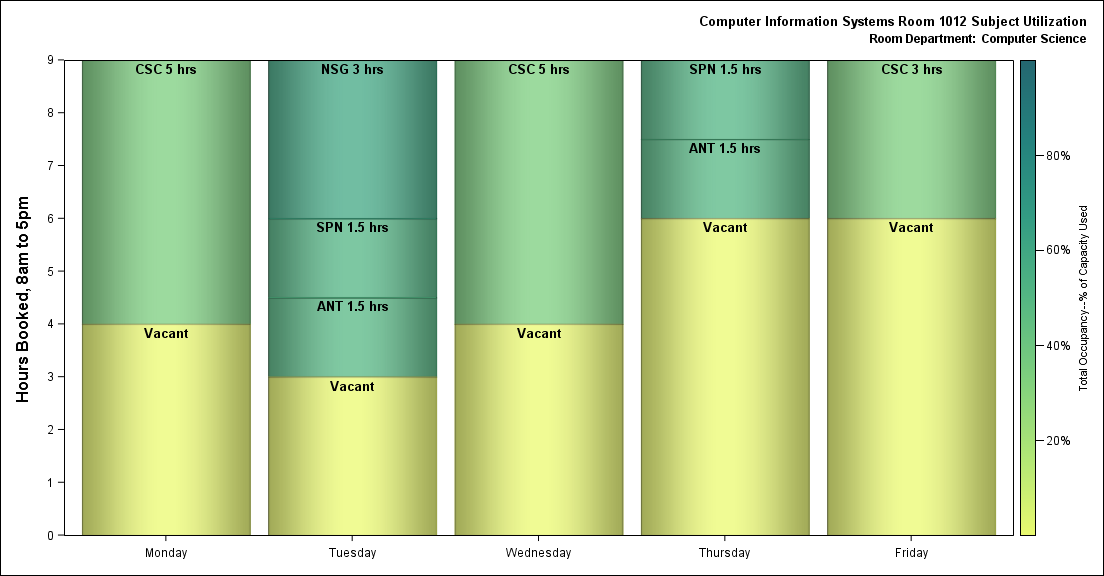 Computer Information Systems Room 1012 Subject Utilization
Room Department: Computer Science
Hours Booked, 8am to 5pm
9
8
7
6
5
4
3
2
1
0
CSC 5 hrs
Vacant
NSG 3 hrs
SPN 1.5 hrs
ANT 1.5 hrs
Vacant
CSC 5 hrs
Vacant
SPN 1.5 hrs
ANT 1.5 hrs
Vacant
CSC 3 hrs
Vacant
Monday
Tuesday
Wednesday
Thursday
Friday
80%
60%
40%
20%
Total Occupancy--% of Capacity Used